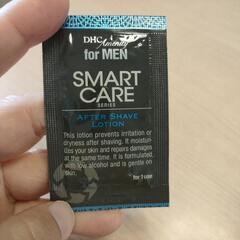 DHC Amenity
for MEN
SMART
CARE
SERIES
AFTER SHAVE
LOTION
This lotion prevents irritation or
dryness after shaving. It moisturi-
zes your skin and repairs damages
at the same time. It is formulated
with low alcohol and is gentle on
skin.
for 1 use